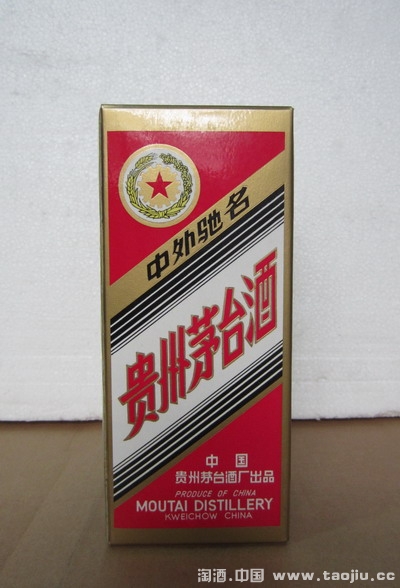 中外驰名
贵州茅台酒
中国
贵州茅台酒厂出品
PRODUCE OF CHINA
MOUTAI DISTILLERY
KWEICHOW CHINA
淘酒.中国 www.taojiu.cc